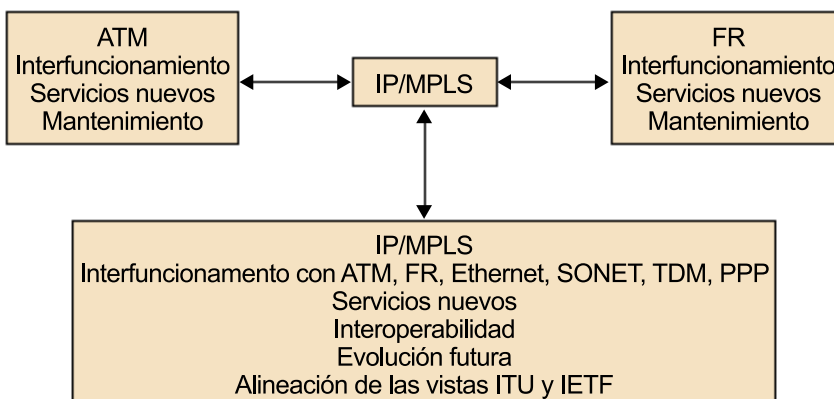 ATM
Interfuncionamiento
Servicios nuevos
Mantenimiento
IP/MPLS
FR
Interfuncionamiento
Servicios nuevos
Mantenimiento
IP/MPLS
Interfuncionamento con ATM, FR, Ethernet, SONET, TDM, PPP
Servicios nuevos
Interoperabilidad
Evolución futura
Alineación de las vistas ITU y IETF